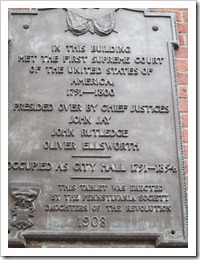 IN THIS BUILDING
MET THE FIRST SUPREME COURT
OF THE UNITED STATES OF
AMERICA
1791–1800
PRESIDED OVER BY CHIEF JUSTICES
JOHN JAY
JOHN RUTLEDGE
OLIVER ELLSWORTH
OCCUPIED AS CITY HALL 1791–1854
THIS TABLET WAS ERECTED
BY THE PENNSYLVANIA SOCIETY
DAUGHTERS OF THE REVOLUTION
1903